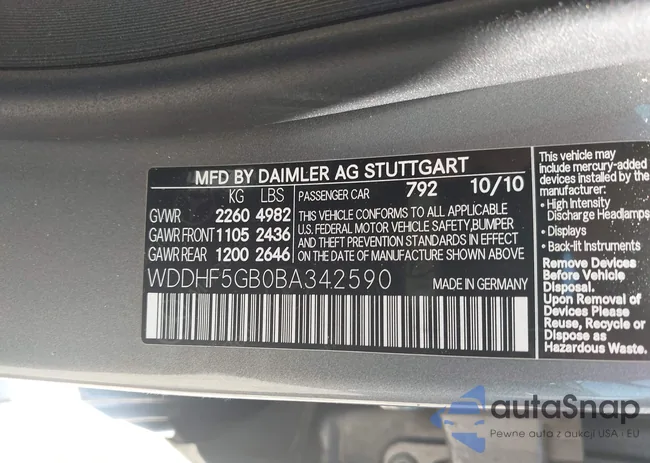 MFD BY DAIMLER AG STUTTGART
KG LBS PASSENGER CAR 792 10/10
GVWR 2260 4982
GAWR FRONT 1105 2436
GAWR REAR 1200 2646
THIS VEHICLE CONFORMS TO ALL APPLICABLE
U.S. FEDERAL MOTOR VEHICLE SAFETY, BUMPER
AND THEFT PREVENTION STANDARDS IN EFFECT
ON THE DATE OF MANUFACTURE SHOWN ABOVE
WDDHF5GB0BA342590 MADE IN GERMANY
This vehicle may
include mercury-added
devices installed by the
manufacturer:
• High Intensity
Discharge Headlamps
• Displays
• Back-lit Instruments
Remove Devices
Before Vehicle
Disposal.
Upon Removal of
Devices Please
Reuse, Recycle or
Dispose as
Hazardous Waste.
autaSnap
Pewne auta z aukcji USA i EU